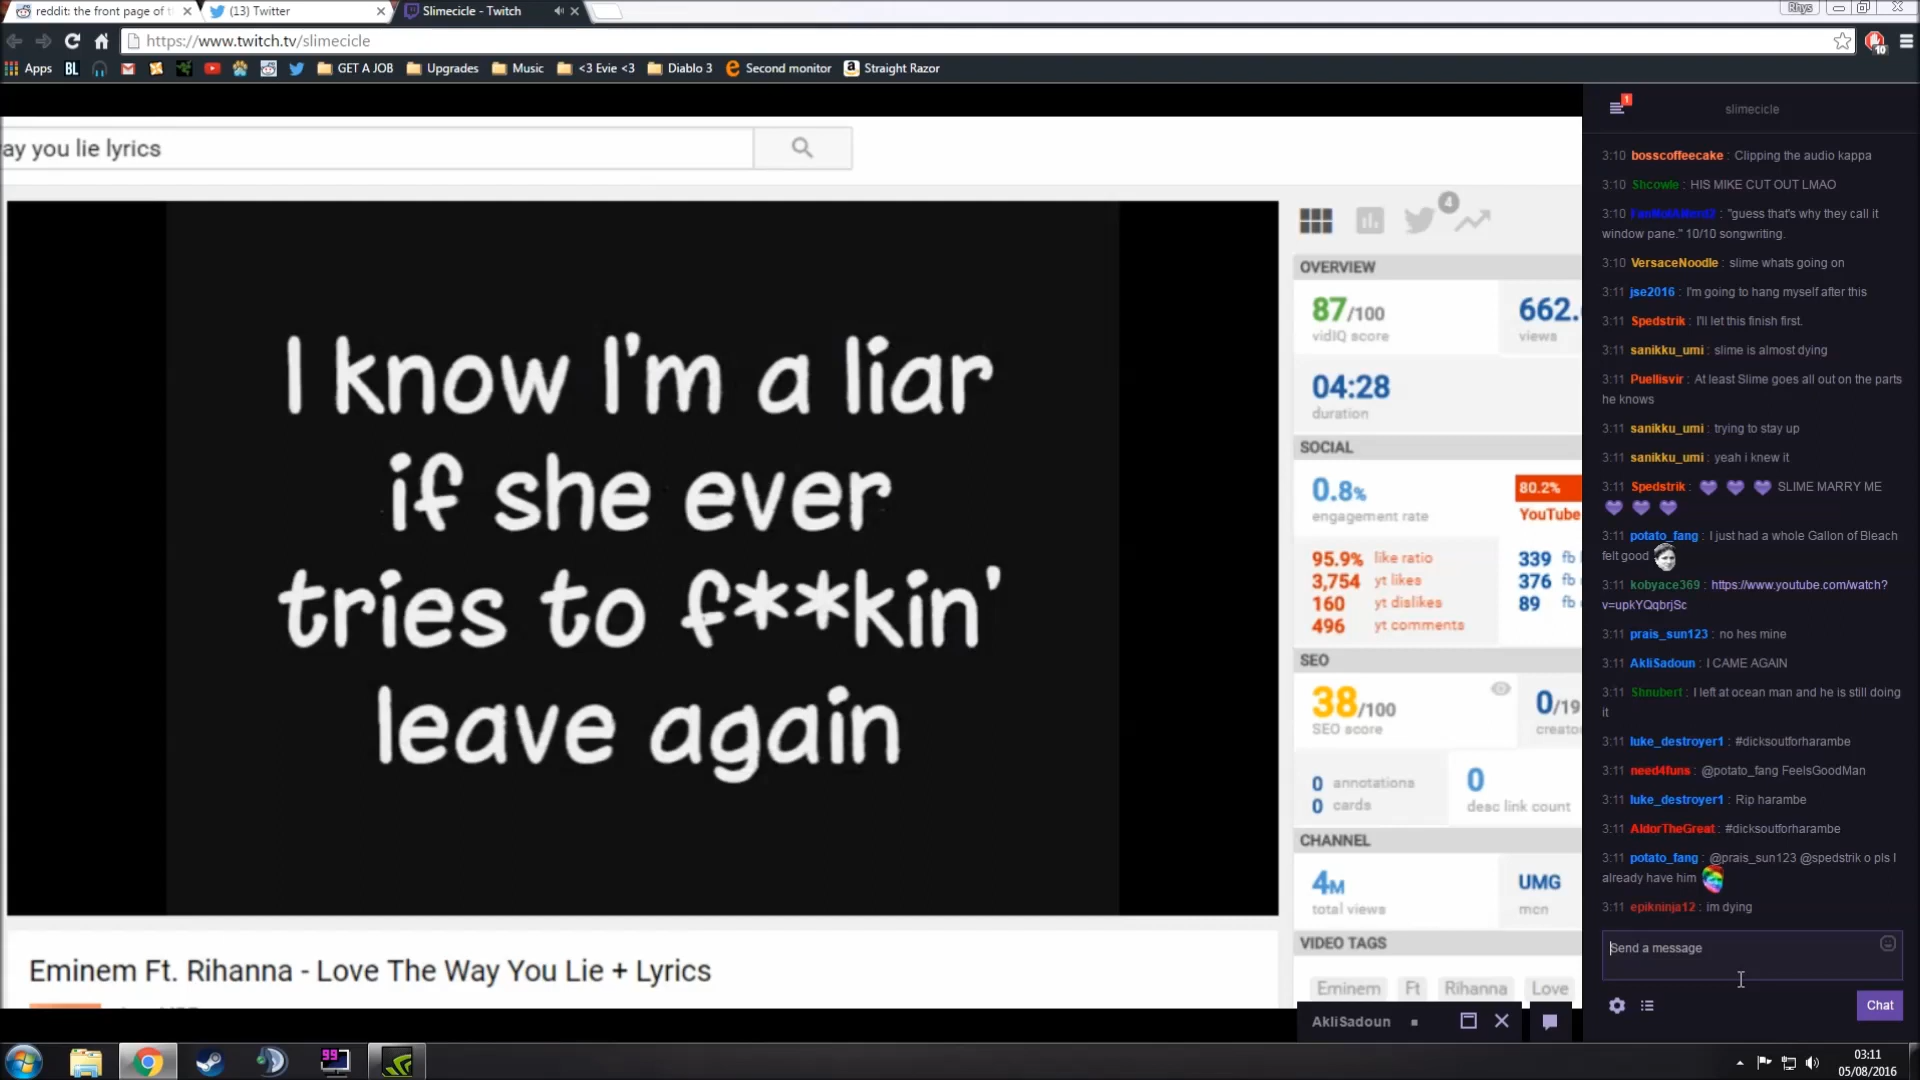 reddit: the front page of t
(13) Twitter
Slimecicle - Twitch
Rhys
https://www.twitch.tv/slimecicle
10
Apps
BL
GET A JOB
Upgrades
Music
<3 Evie <3
Diablo 3
Second monitor
Straight Razor
ay you lie lyrics
I know I'm a liar
if she ever
tries to f**kin'
leave again
Eminem Ft. Rihanna - Love The Way You Lie + Lyrics
4
OVERVIEW
87/100
vidIQ score
662.
views
04:28
duration
SOCIAL
0.8%
engagement rate
80.2%
YouTube
95.9% like ratio
3,754 yt likes
160 yt dislikes
496 yt comments
339 fb
376 fb
89 fb
SEO
38/100
SEO score
0/19
creato
0 annotations
0 cards
0
desc link count
CHANNEL
4M
total views
UMG
mcn
VIDEO TAGS
Eminem
Ft
Rihanna
Love
AkliSadoun
1
slimecicle
3:10 bosscoffeecake : Clipping the audio kappa
3:10 Shcowle : HIS MIKE CUT OUT LMAO
3:10 : "guess that's why they call it
window pane." 10/10 songwriting.
3:10 VersaceNoodle : slime whats going on
3:11 jse2016 : I'm going to hang myself after this
3:11 Spedstrik : I'll let this finish first.
3:11 sanikku_umi : slime is almost dying
3:11 Puellisvir : At least Slime goes all out on the parts
he knows
3:11 sanikku_umi : trying to stay up
3:11 sanikku_umi : yeah i knew it
3:11 Spedstrik : SLIME MARRY ME
3:11 potato_fang : I just had a whole Gallon of Bleach
felt good
3:11 kobyace369 : https://www.youtube.com/watch?
v=upkYQqbrjSc
3:11 prais_sun123 : no hes mine
3:11 AkliSadoun : I CAME AGAIN
3:11 Shnubert : I left at ocean man and he is still doing
it
3:11 luke_destroyer1 : #dicksoutforharambe
3:11 need4funs : @potato_fang FeelsGoodMan
3:11 luke_destroyer1 : Rip harambe
3:11 AldorTheGreat : #dicksoutforharambe
3:11 potato_fang : @prais_sun123 @spedstrik o pls I
already have him
3:11 epikninja12 : im dying
Send a message
Chat
99
03:11
05/08/2016